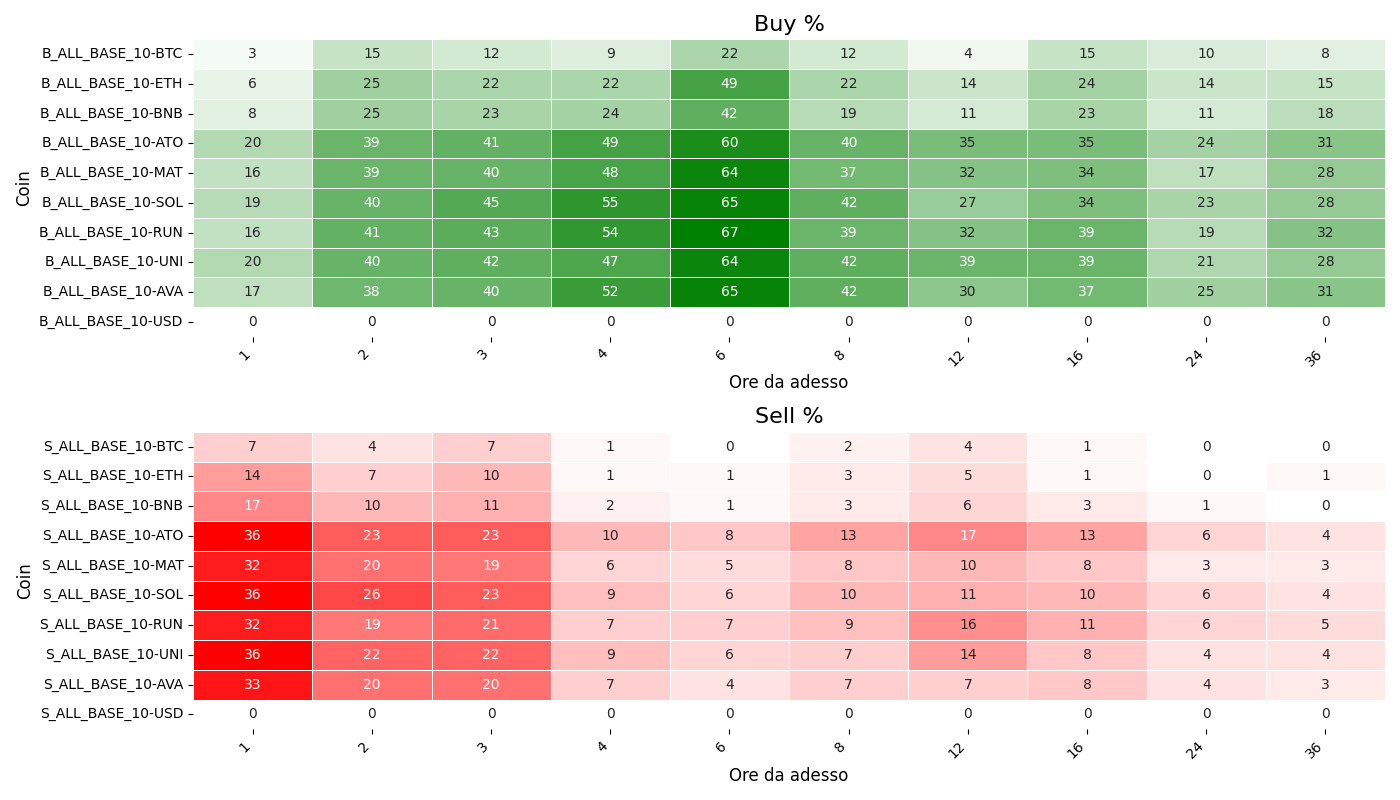 Buy %
Coin
B_ALL_BASE_10-BTC 3 15 12 9 22 12 4 15 10 8
B_ALL_BASE_10-ETH 6 25 22 22 49 22 14 24 14 15
B_ALL_BASE_10-BNB 8 25 23 24 42 19 11 23 11 18
B_ALL_BASE_10-ATO 20 39 41 49 60 40 35 35 24 31
B_ALL_BASE_10-MAT 16 39 40 48 64 37 32 34 17 28
B_ALL_BASE_10-SOL 19 40 45 55 65 42 27 34 23 28
B_ALL_BASE_10-RUN 16 41 43 54 67 39 32 39 19 32
B_ALL_BASE_10-UNI 20 40 42 47 64 42 39 39 21 28
B_ALL_BASE_10-AVA 17 38 40 52 65 42 30 37 25 31
B_ALL_BASE_10-USD 0 0 0 0 0 0 0 0 0 0
1 2 3 4 6 8 12 16 24 36
Ore da adesso
Sell %
Coin
S_ALL_BASE_10-BTC 7 4 7 1 0 2 4 1 0 0
S_ALL_BASE_10-ETH 14 7 10 1 1 3 5 1 0 1
S_ALL_BASE_10-BNB 17 10 11 2 1 3 6 3 1 0
S_ALL_BASE_10-ATO 36 23 23 10 8 13 17 13 6 4
S_ALL_BASE_10-MAT 32 20 19 6 5 8 10 8 3 3
S_ALL_BASE_10-SOL 36 26 23 9 6 10 11 10 6 4
S_ALL_BASE_10-RUN 32 19 21 7 7 9 16 11 6 5
S_ALL_BASE_10-UNI 36 22 22 9 6 7 14 8 4 4
S_ALL_BASE_10-AVA 33 20 20 7 4 7 7 8 4 3
S_ALL_BASE_10-USD 0 0 0 0 0 0 0 0 0 0
1 2 3 4 6 8 12 16 24 36
Ore da adesso